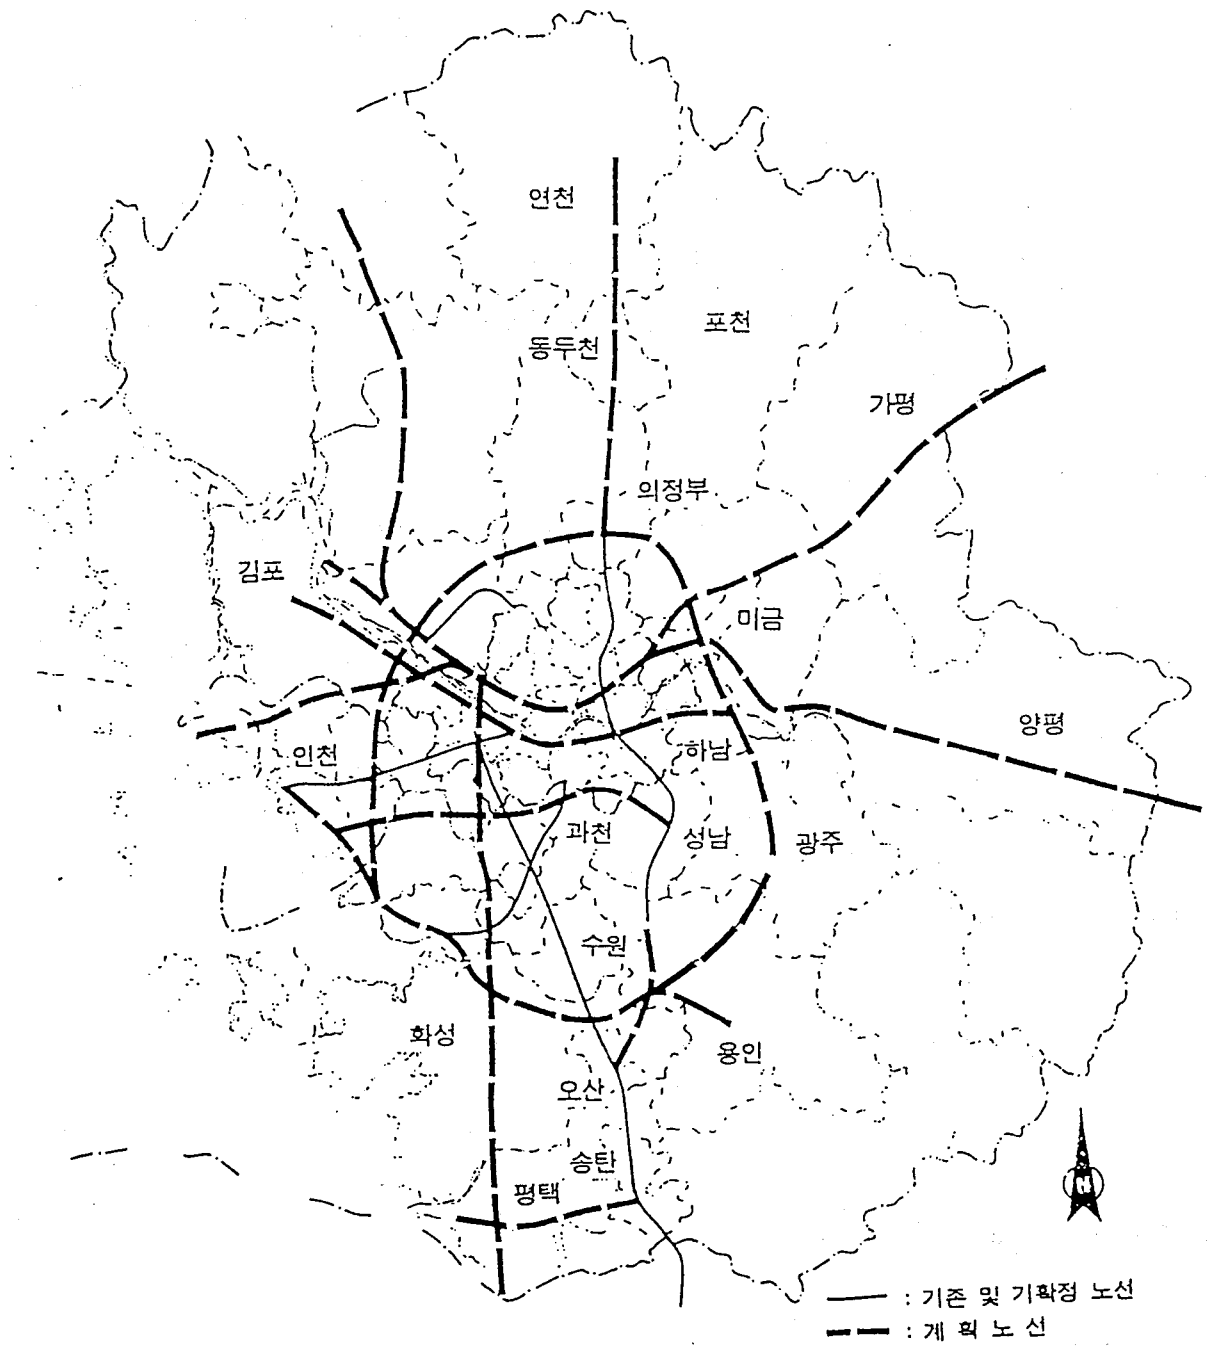 연천
포천
동두천
가평
의정부
김포
미금
양평
인천
하남
과천
성남
광주
수원
화성
용인
오산
송탄
평택
: 기존 및 기확정 노선
: 계획노선